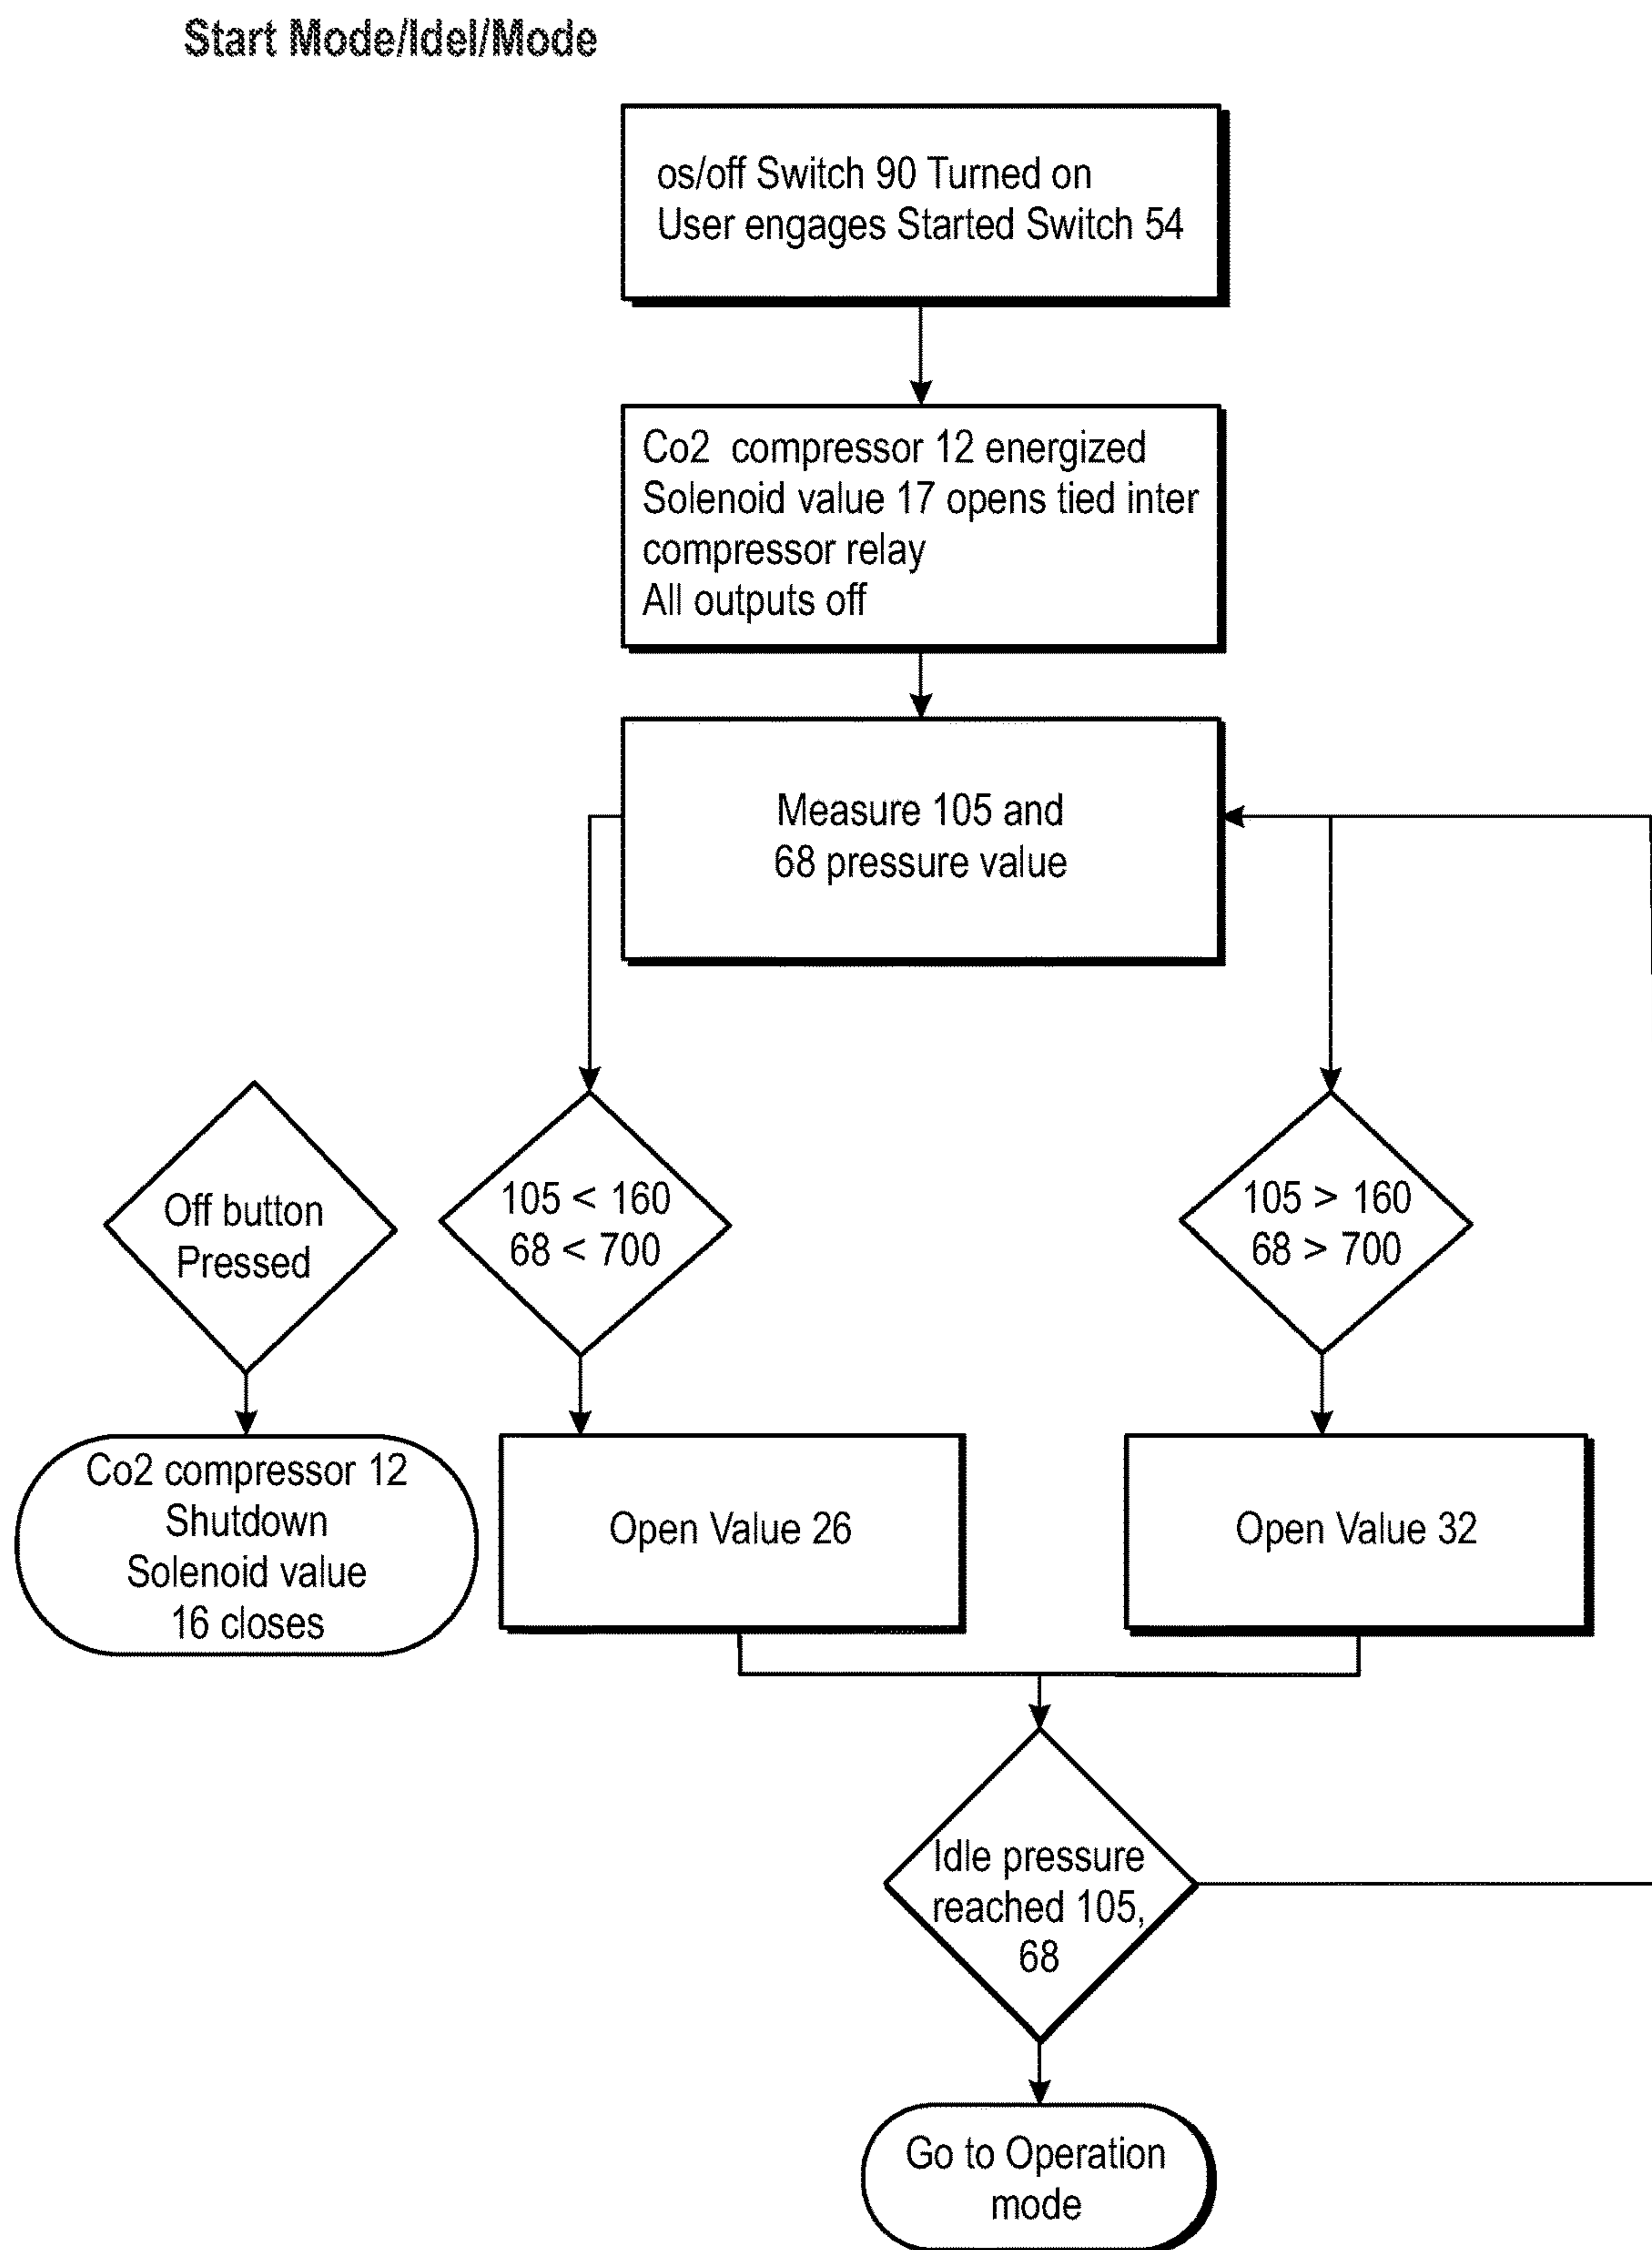 Start Mode/Idel/Mode
os/off Switch 90 Turned on
User engages Started Switch 54
Co2 compressor 12 energized
Solenoid value 17 opens tied inter
compressor relay
All outputs off
Measure 105 and
68 pressure value
Off button
Pressed
105 < 160
68 < 700
105 > 160
68 > 700
Co2 compressor 12
Shutdown
Solenoid value
16 closes
Open Value 26
Open Value 32
Idle pressure
reached 105,
68
Go to Operation
mode